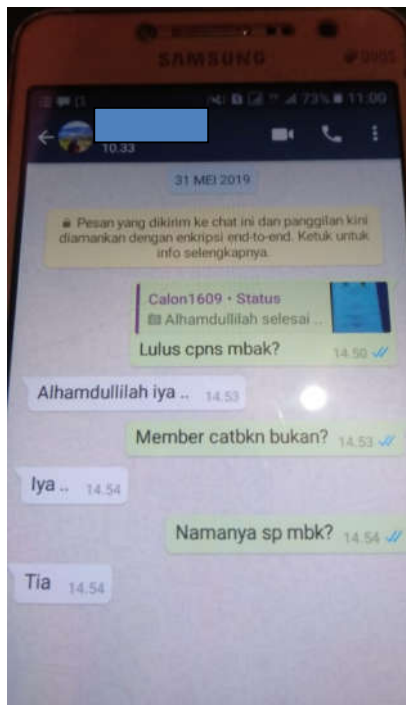 SAMSUNG
73% 11:00
10.33
31 MEI 2019
Pesan yang dikirim ke chat ini dan panggilan kini
diamankan dengan enkripsi end-to-end. Ketuk untuk
info selengkapnya.
Calon1609 • Status
Alhamdullilah selesai ..
Lulus cpns mbak? 14.50
Alhamdullilah iya .. 14.53
Member catbkn bukan? 14.53
Iya .. 14.54
Namanya sp mbk? 14.54
Tia 14.54